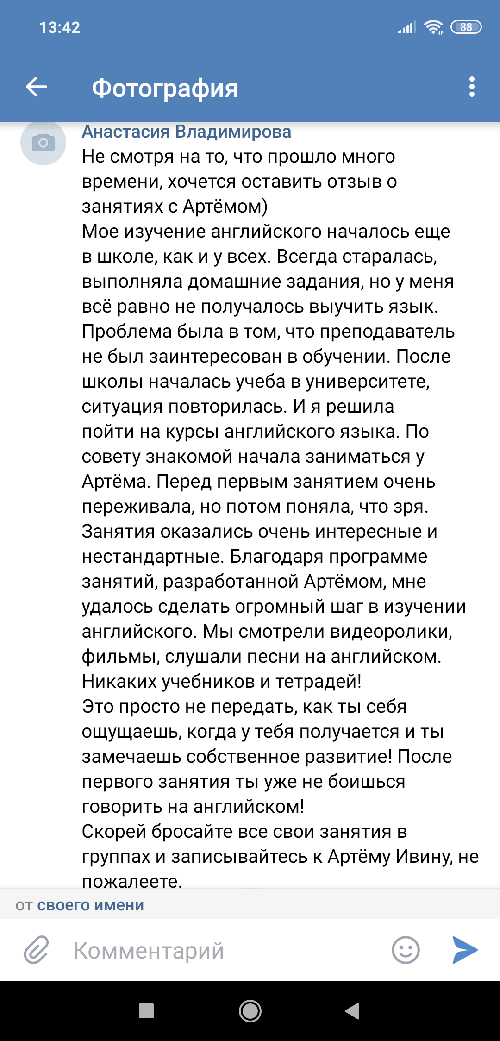 13:42
88
Фотография
Анастасия Владимирова
Не смотря на то, что прошло много
времени, хочется оставить отзыв о
занятиях с Артёмом)
Мое изучение английского началось еще
в школе, как и у всех. Всегда старалась,
выполняла домашние задания, но у меня
всё равно не получалось выучить язык.
Проблема была в том, что преподаватель
не был заинтересован в обучении. После
школы началась учеба в университете,
ситуация повторилась. И я решила
пойти на курсы английского языка. По
совету знакомой начала заниматься у
Артёма. Перед первым занятием очень
переживала, но потом поняла, что зря.
Занятия оказались очень интересные и
нестандартные. Благодаря программе
занятий, разработанной Артёмом, мне
удалось сделать огромный шаг в изучении
английского. Мы смотрели видеоролики,
фильмы, слушали песни на английском.
Никаких учебников и тетрадей!
Это просто не передать, как ты себя
ощущаешь, когда у тебя получается и ты
замечаешь собственное развитие! После
первого занятия ты уже не боишься
говорить на английском!
Скорей бросайте все свои занятия в
группах и записывайтесь к Артёму Ивину, не
пожалеете.
от своего имени
Комментарий